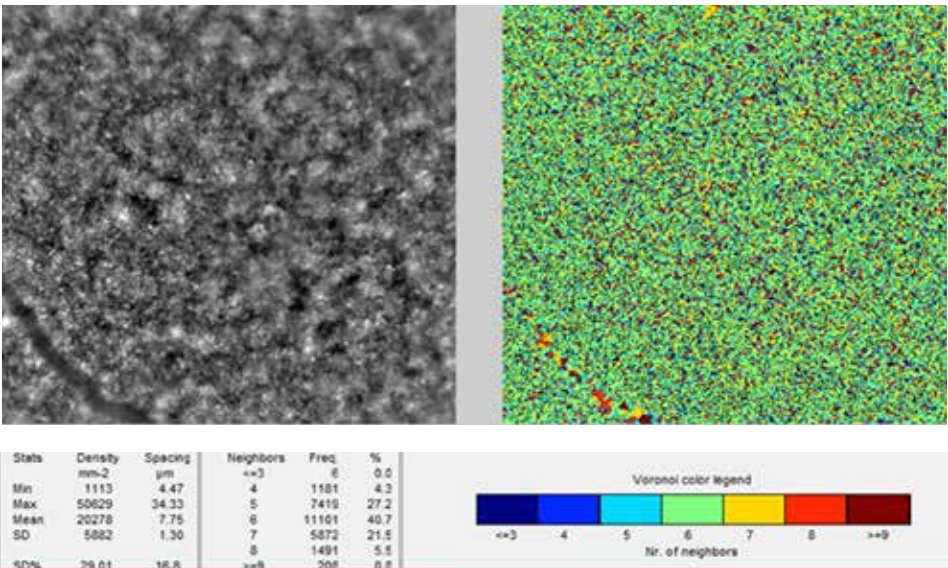 Stats Density Spacing
mm-2 µm
Min 1113 4.47
Max 50629 34.33
Mean 20278 7.75
SD 5882 1.30
SD% 29.01 16.8
Neighbors Freq. %
<=3 6 0.0
4 1181 4.3
5 7419 27.2
6 11101 40.7
7 5872 21.5
8 1491 5.5
>=9 208 0.8
Voronoi color legend
<=3 4 5 6 7 8 >=9
Nr. of neighbors